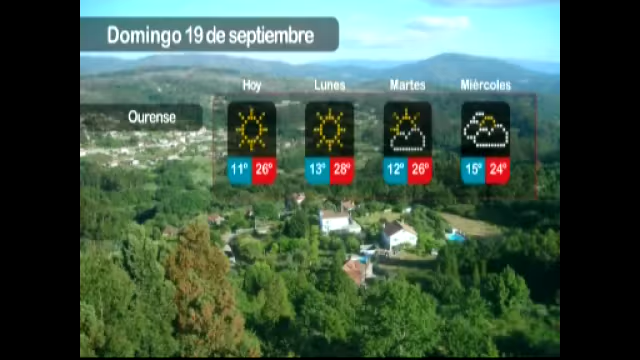 Domingo 19 de septiembre
Hoy Lunes Martes Miércoles
Ourense
11º 26º 13º 28º 12º 26º 15º 24º